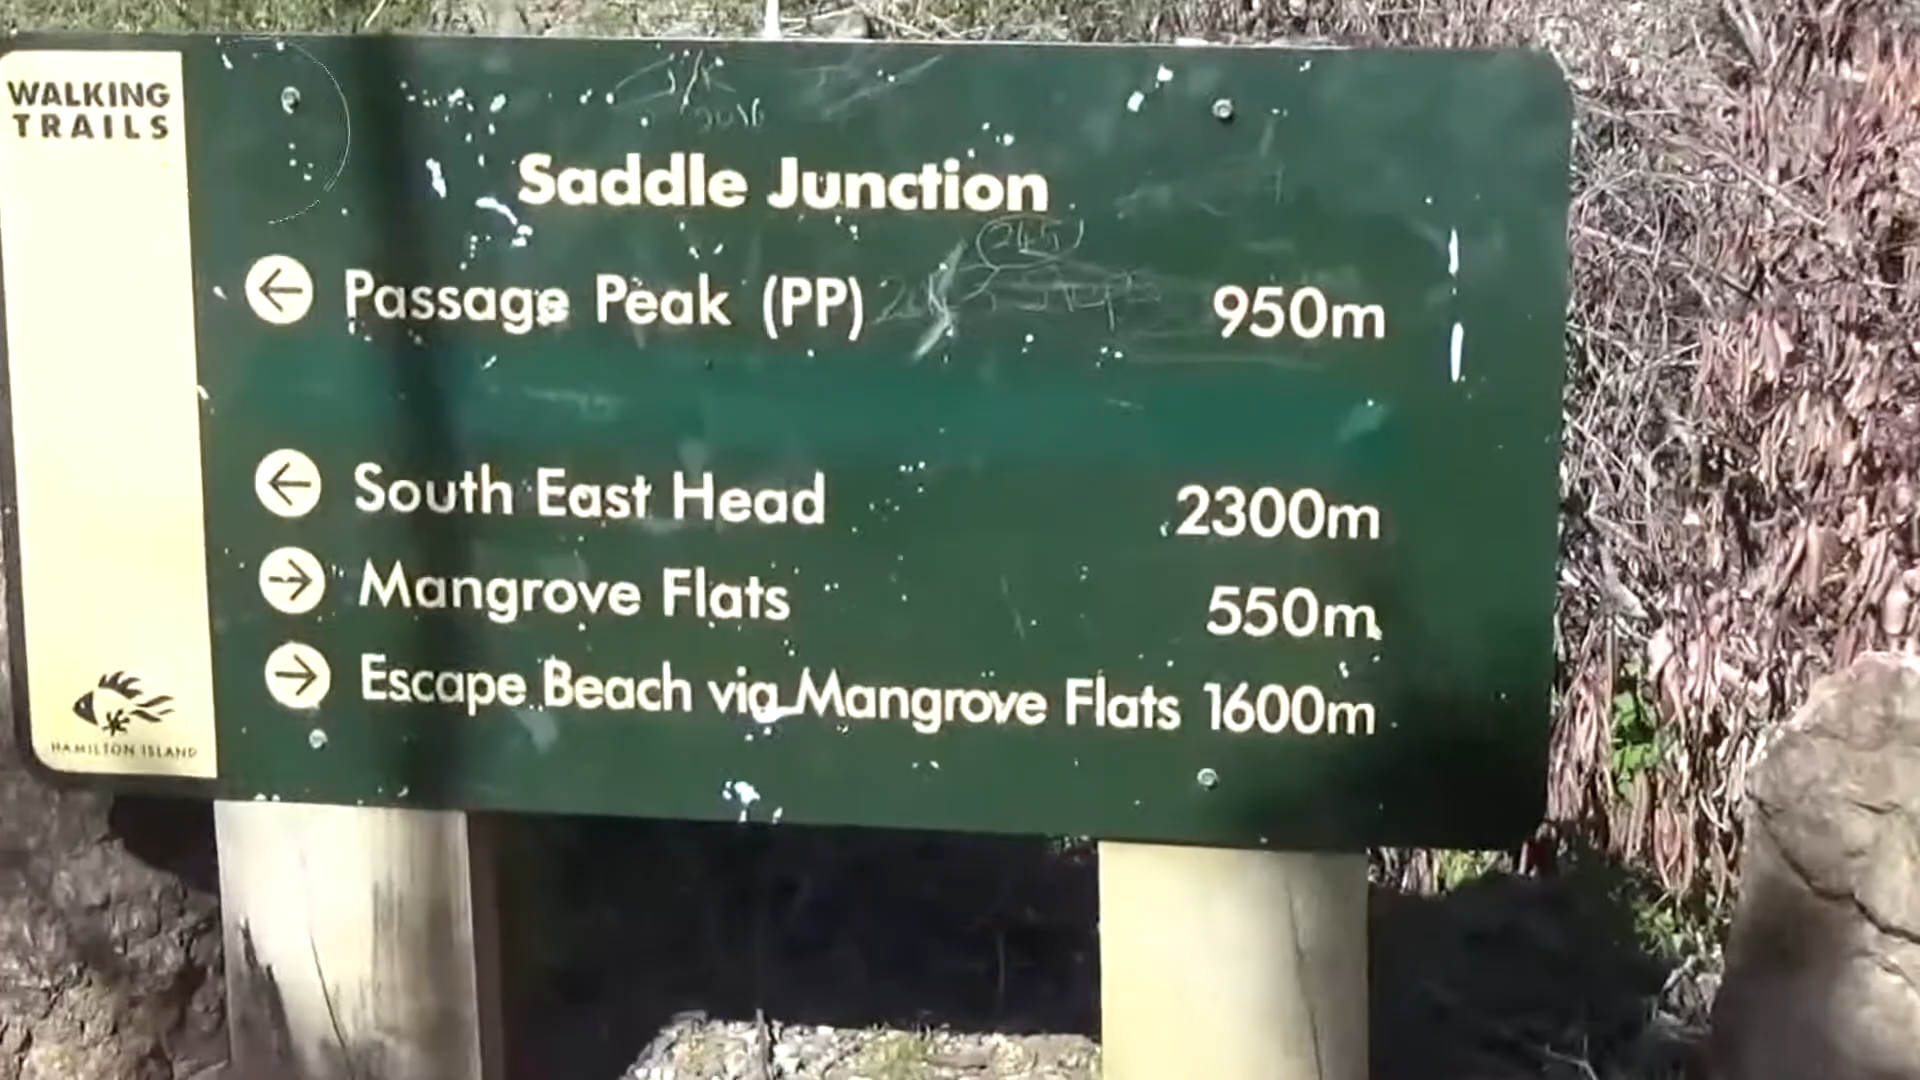 WALKING
TRAILS
Saddle Junction
Passage Peak (PP) 950m
South East Head 2300m
Mangrove Flats 550m
Escape Beach via Mangrove Flats 1600m
HAMILTON ISLAND